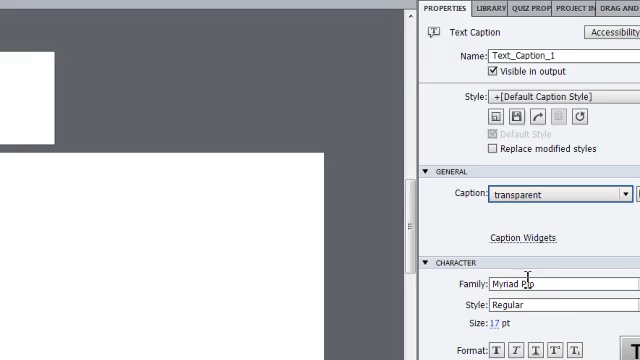 PROPERTIES LIBRARY QUIZ PROP PROJECT IN DRAG AND
Text Caption Accessibility
Name: Text_Caption_1
Visible in output
Style: +[Default Caption Style]
Default Style
Replace modified styles
GENERAL
Caption: transparent
Caption Widgets
CHARACTER
Family: Myriad Pro
Style: Regular
Size: 17 pt
Format: T T T T T